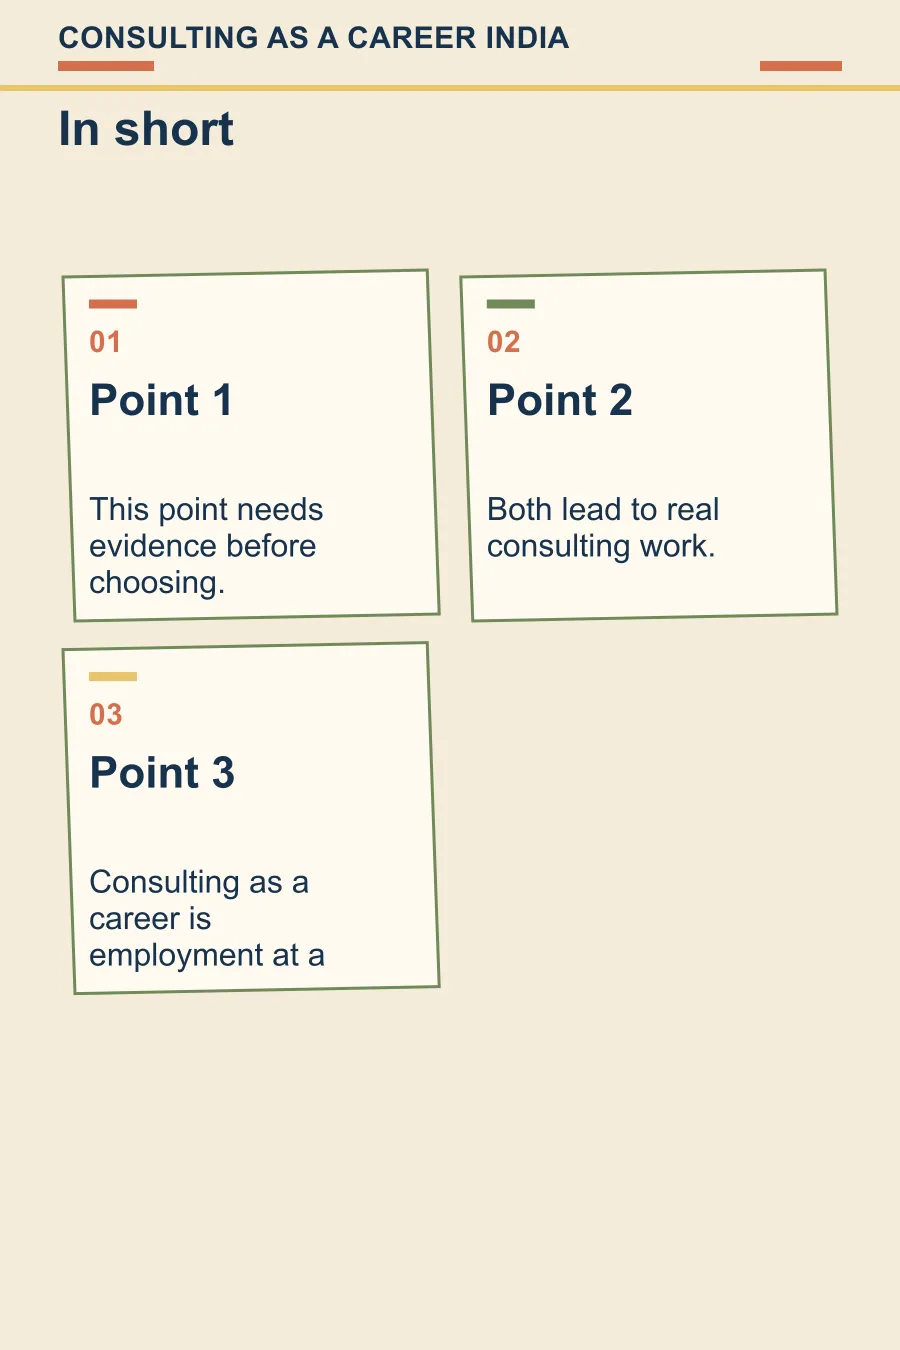 CONSULTING AS A CAREER INDIA
In short
01
Point 1
This point needs
evidence before
choosing.
02
Point 2
Both lead to real
consulting work.
03
Point 3
Consulting as a
career is
employment at a